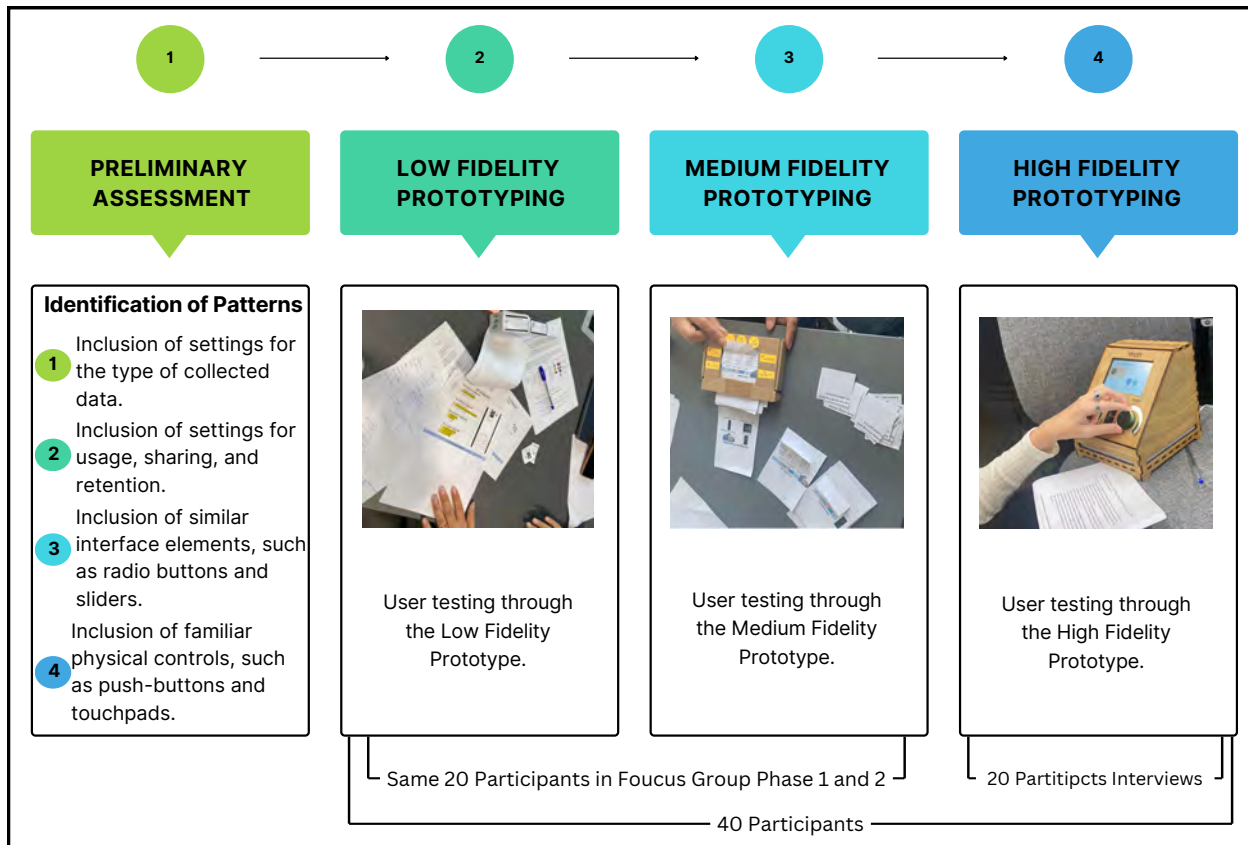 1
2
3
4
PRELIMINARY
ASSESSMENT
LOW FIDELITY
PROTOTYPING
MEDIUM FIDELITY
PROTOTYPING
HIGH FIDELITY
PROTOTYPING
Identification of Patterns
1
Inclusion of settings for
the type of collected
data.
2
Inclusion of settings for
usage, sharing, and
retention.
3
Inclusion of similar
interface elements, such
as radio buttons and
sliders.
4
Inclusion of familiar
physical controls, such
as push-buttons and
touchpads.
User testing through
the Low Fidelity
Prototype.
User testing through
the Medium Fidelity
Prototype.
User testing through
the High Fidelity
Prototype.
Same 20 Participants in Foucus Group Phase 1 and 2
20 Partitipcts Interviews
40 Participants